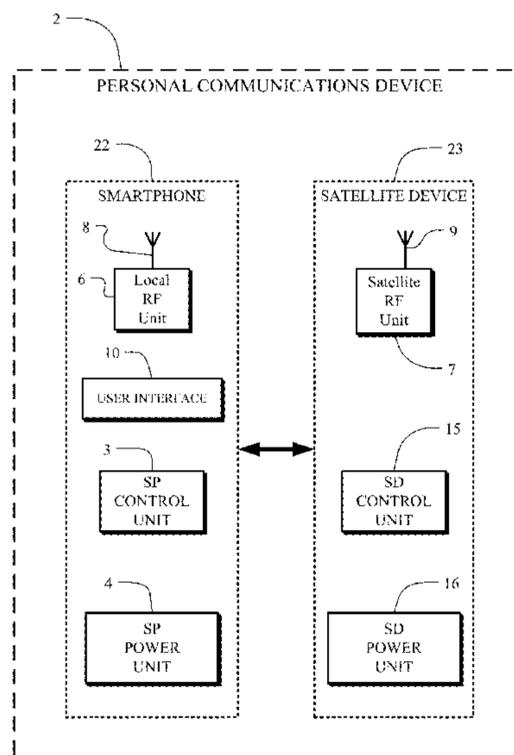 2
PERSONAL COMMUNICATIONS DEVICE
22
23
SMARTPHONE
SATELLITE DEVICE
8
9
6
Local
RF
Unit
Satellite
RF
Unit
7
10
USER INTERFACE
3
15
SP
CONTROL
UNIT
SD
CONTROL
UNIT
4
16
SP
POWER
UNIT
SD
POWER
UNIT